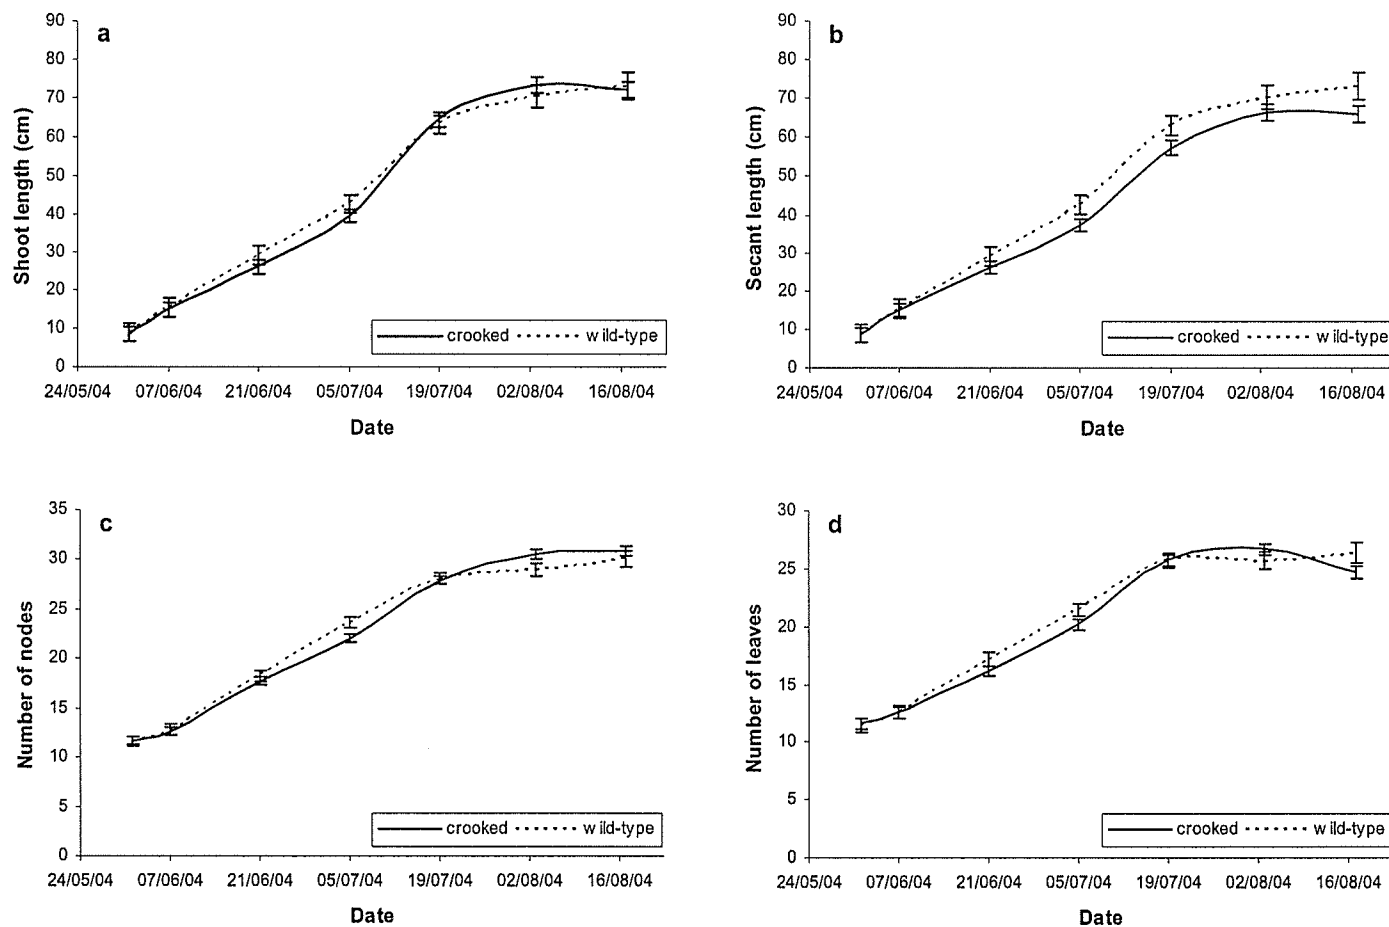 a
90
80
70
60
50
40
30
20
10
0
Shoot length (cm)
crooked wild-type
24/05/04 07/06/04 21/06/04 05/07/04 19/07/04 02/08/04 16/08/04
Date
b
90
80
70
60
50
40
30
20
10
0
Secant length (cm)
crooked wild-type
24/05/04 07/06/04 21/06/04 05/07/04 19/07/04 02/08/04 16/08/04
Date
c
35
30
25
20
15
10
5
0
Number of nodes
crooked wild-type
24/05/04 07/06/04 21/06/04 05/07/04 19/07/04 02/08/04 16/08/04
Date
d
30
25
20
15
10
5
0
Number of leaves
crooked wild-type
24/05/04 07/06/04 21/06/04 05/07/04 19/07/04 02/08/04 16/08/04
Date